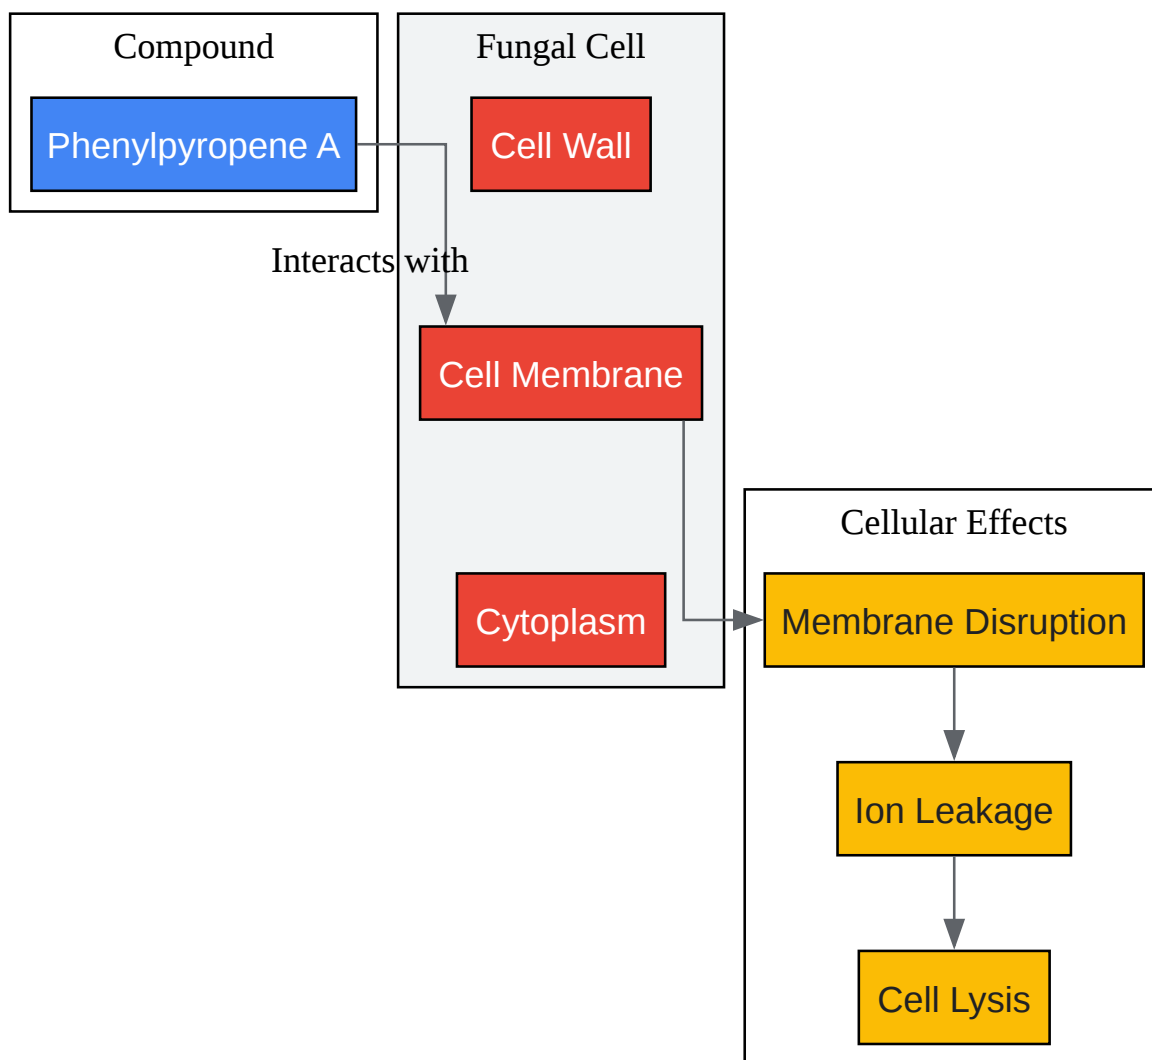 Compound
Phenylpyropene A
Fungal Cell
Cell Wall
Interacts with
Cell Membrane
Cytoplasm
Cellular Effects
Membrane Disruption
Ion Leakage
Cell Lysis